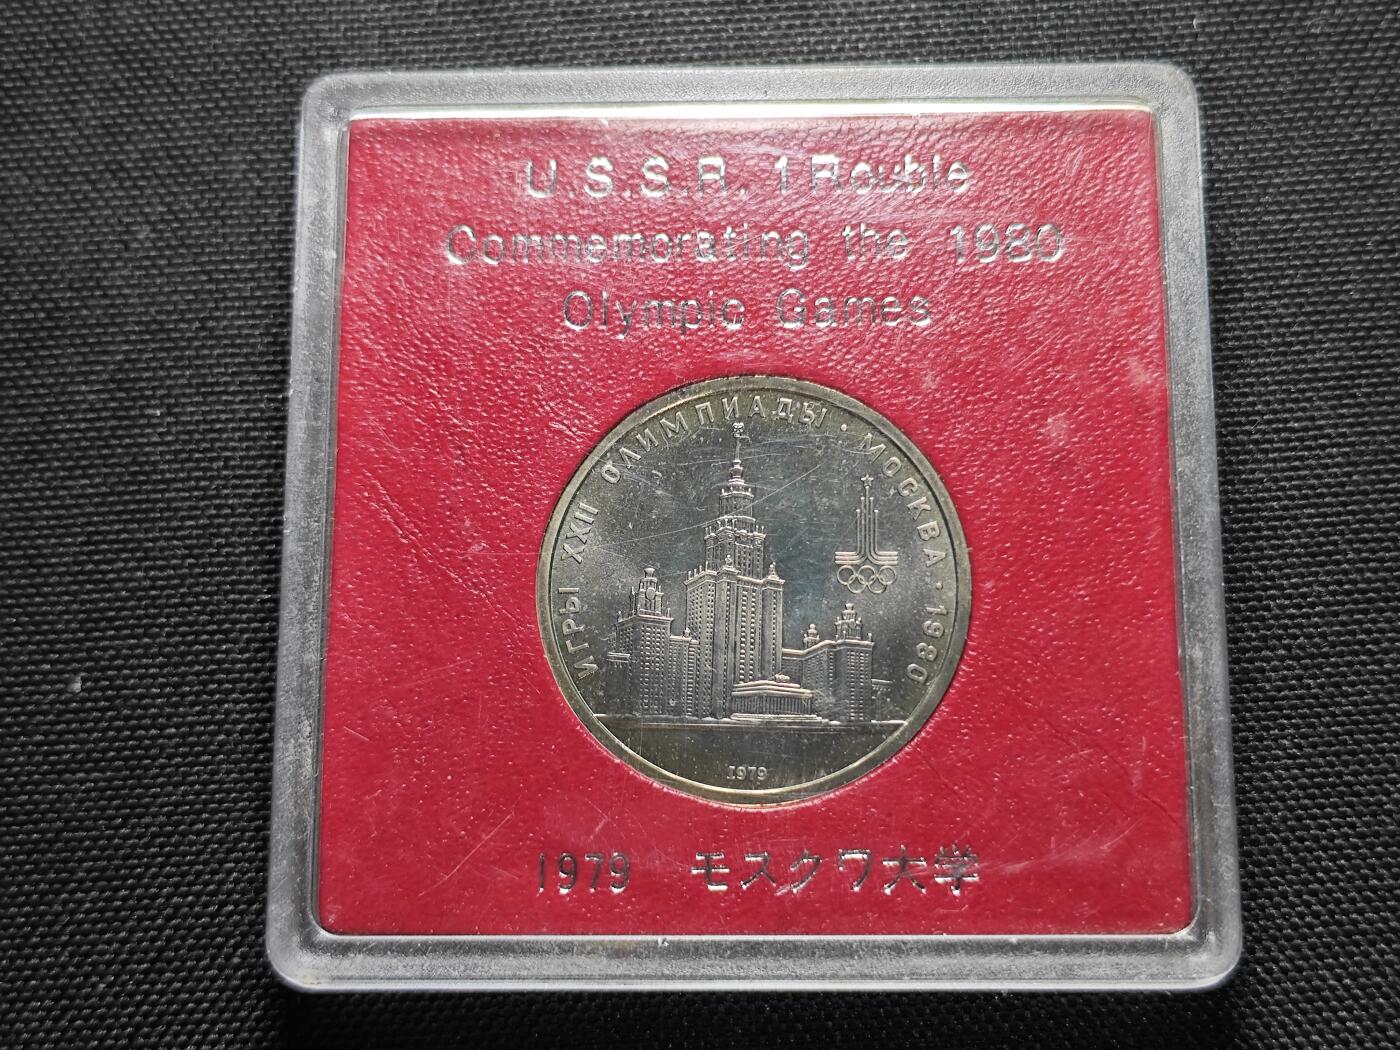 U.S.S.R. 1 Rouble
Commemorating the 1980
Olympic Games
ИГРЫ XXII ОЛИМПИАДЫ · МОСКВА · 1980
1979
1979 モスクワ大学